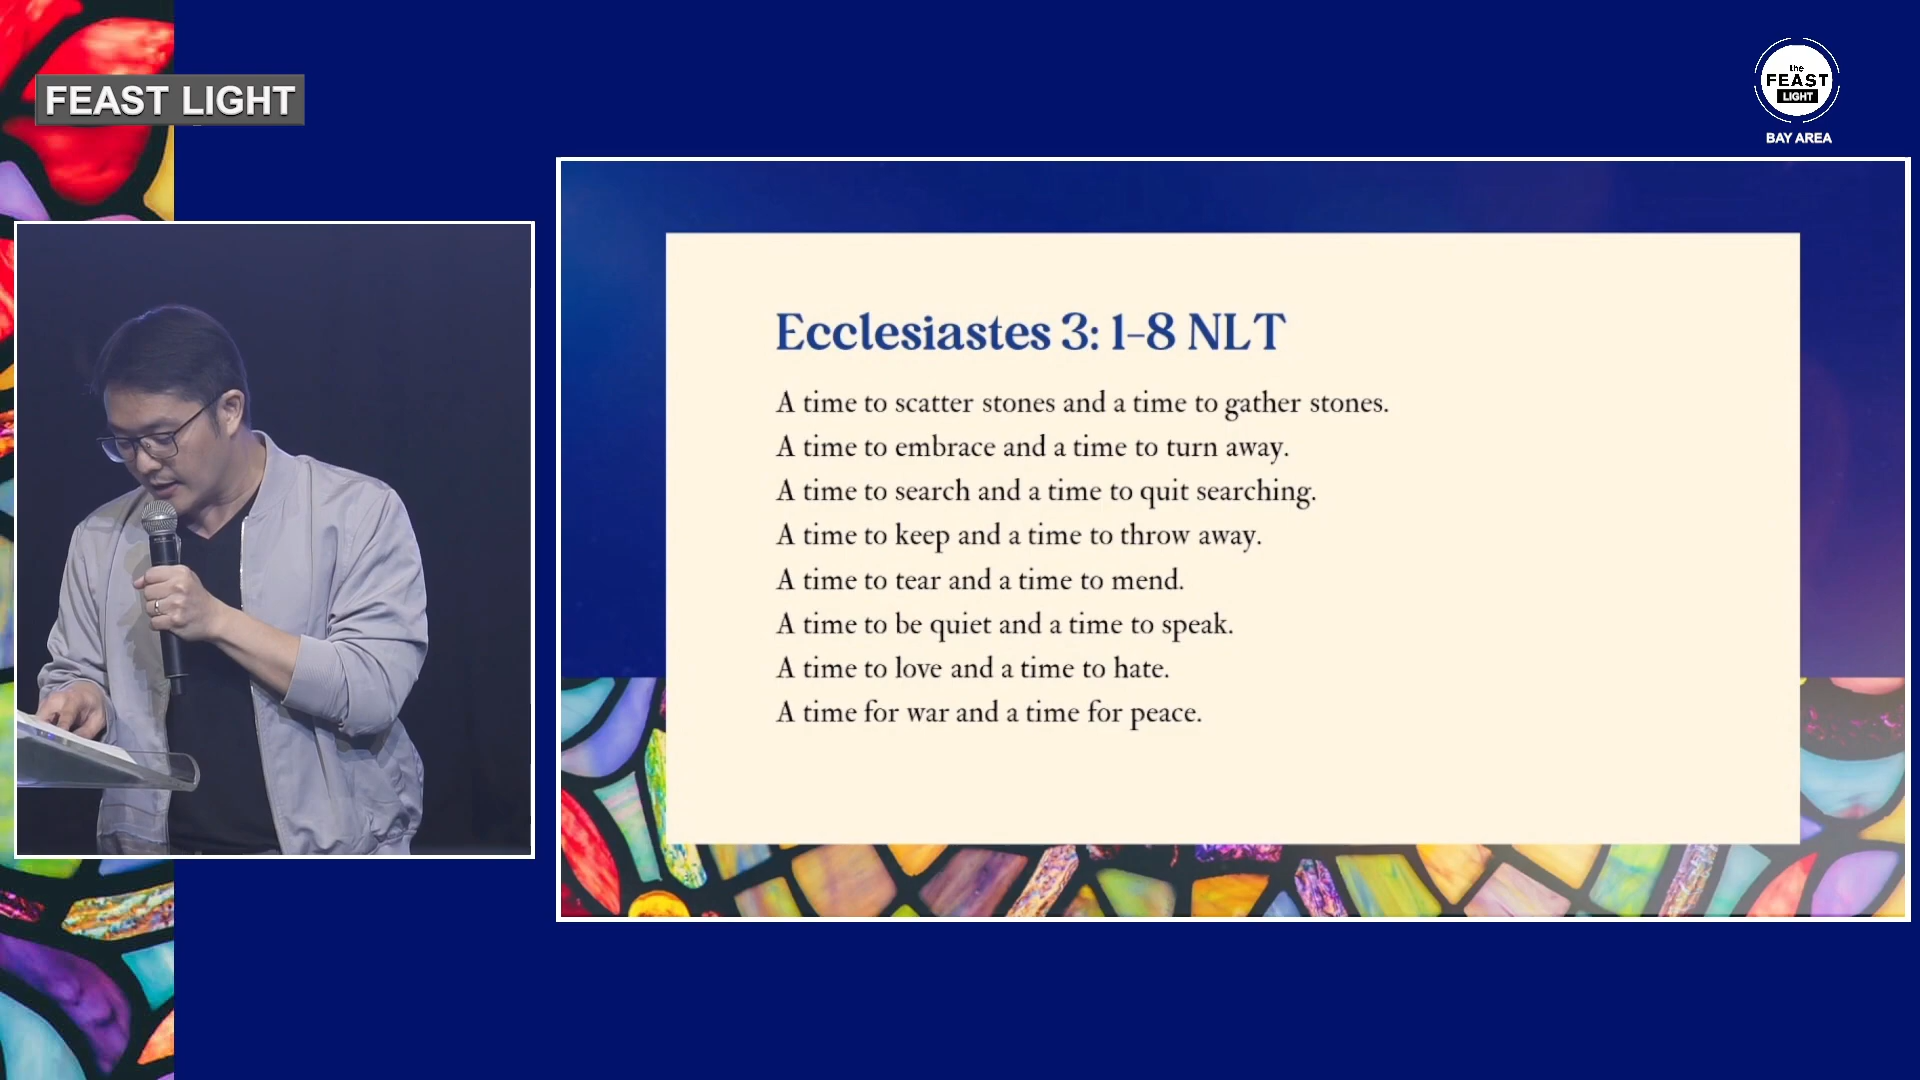 FEAST LIGHT
the
FEAST
LIGHT
BAY AREA
Ecclesiastes 3: 1-8 NLT
A time to scatter stones and a time to gather stones.
A time to embrace and a time to turn away.
A time to search and a time to quit searching.
A time to keep and a time to throw away.
A time to tear and a time to mend.
A time to be quiet and a time to speak.
A time to love and a time to hate.
A time for war and a time for peace.